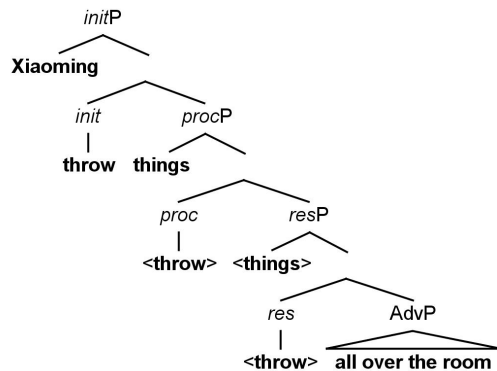 initP
Xiaoming
init procP
throw things
proc resP
<throw> <things>
res AdvP
<throw> all over the room